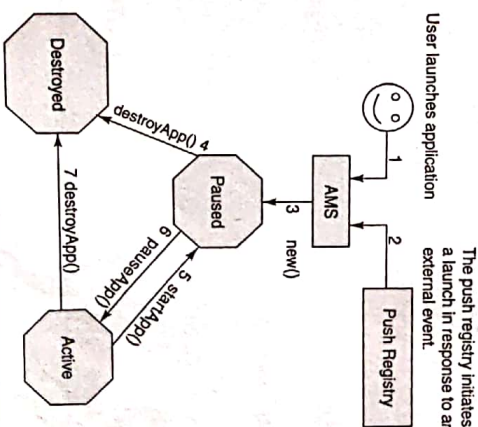 User launches application
The push registry initiates
a launch in response to an
external event.
1
2
AMS
Push Registry
3
new()
Paused
destroyApp() 4
5 startApp()
6 pauseApp()
Destroyed
7 destroyApp()
Active